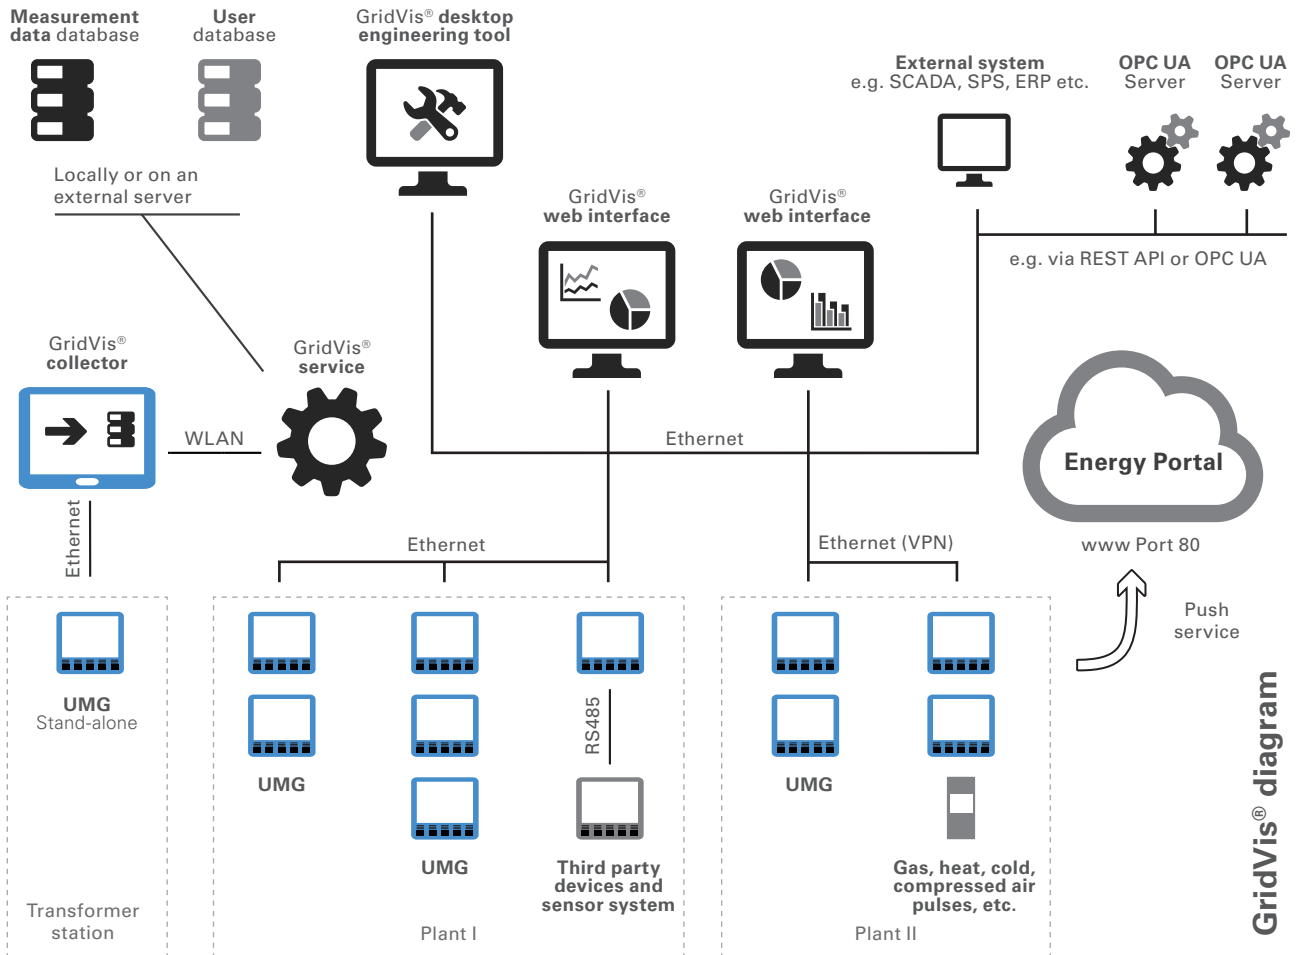 Measurement
data database
User
database
GridVis® desktop
engineering tool
External system
e.g. SCADA, SPS, ERP etc.
OPC UA
Server
OPC UA
Server
Locally or on an
external server
GridVis®
web interface
GridVis®
web interface
e.g. via REST API or OPC UA
GridVis®
collector
GridVis®
service
WLAN
Ethernet
Energy Portal
www Port 80
Ethernet
Ethernet
Ethernet (VPN)
Push
service
UMG
Stand-alone
RS485
UMG
UMG
UMG
Third party
devices and
sensor system
Gas, heat, cold,
compressed air
pulses, etc.
Transformer
station
Plant I
Plant II
GridVis® diagram